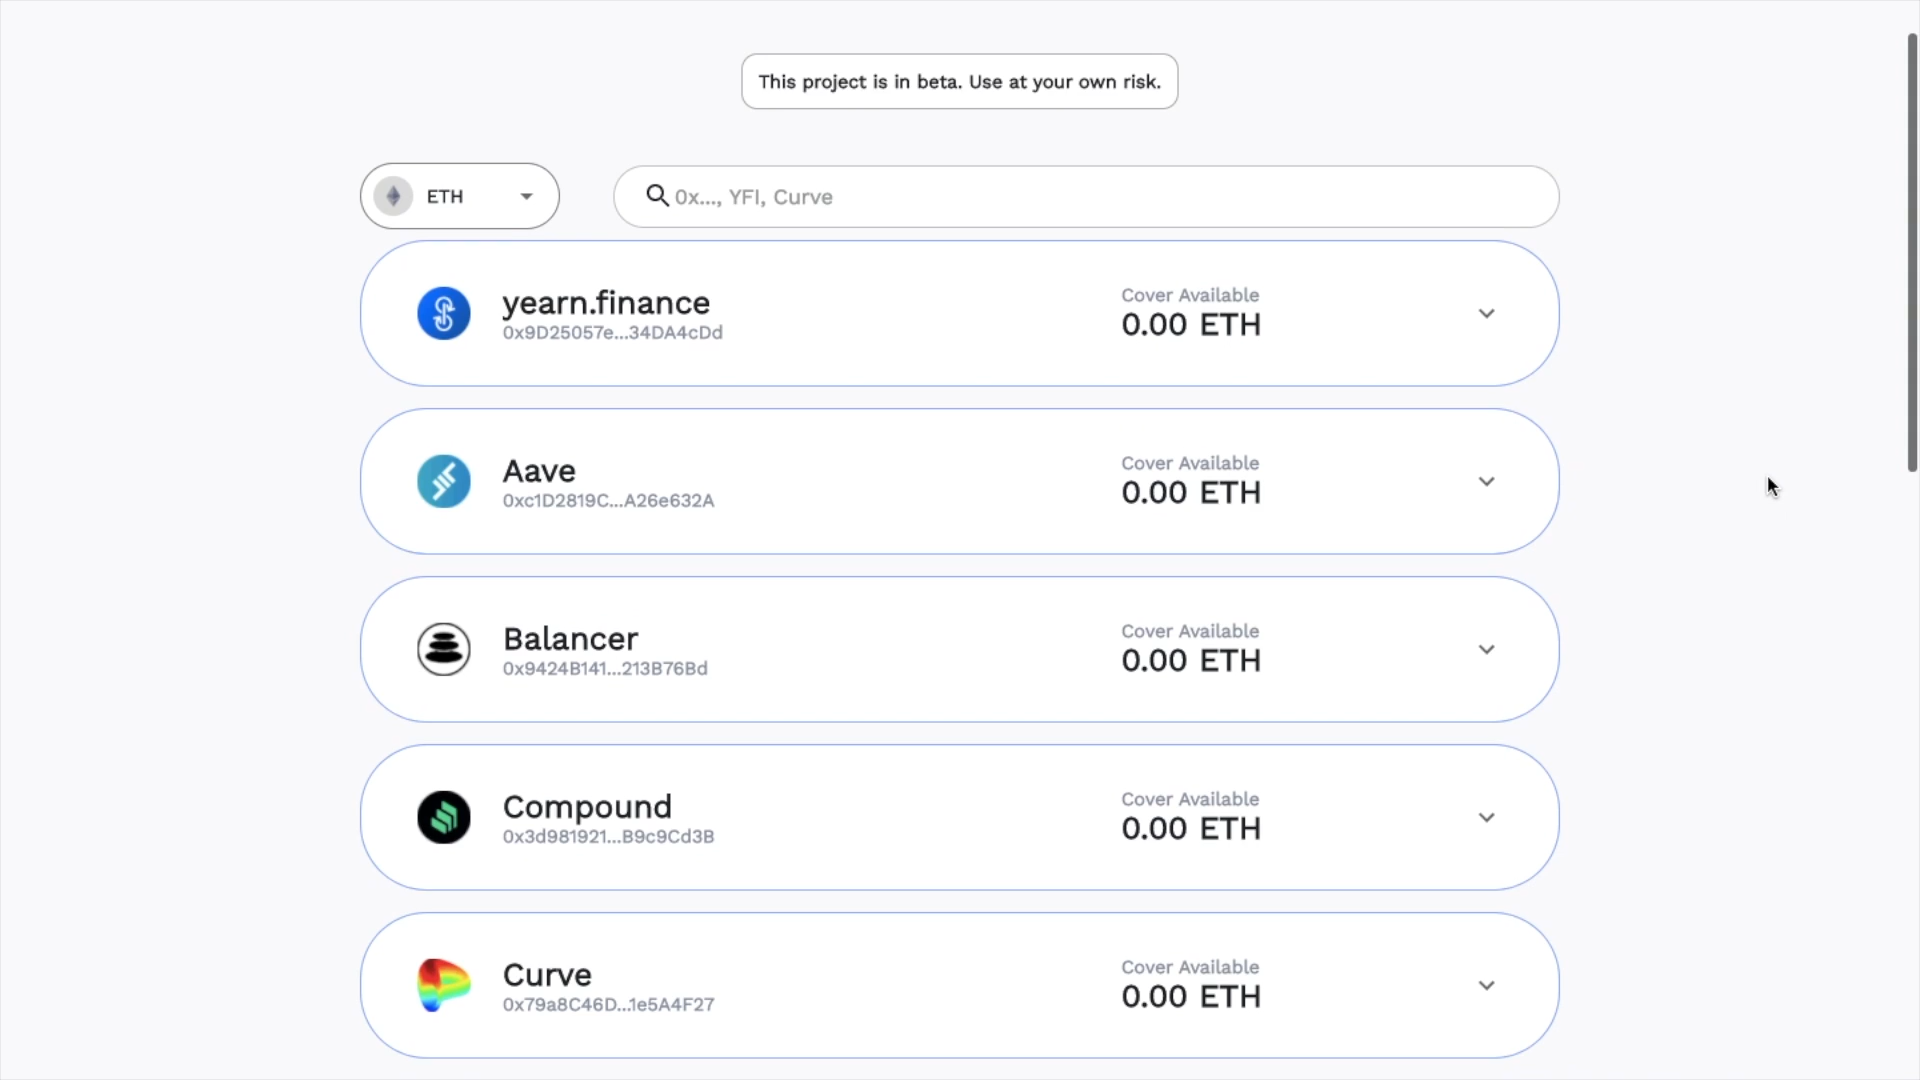 This project is in beta. Use at your own risk.
ETH
0x..., YFI, Curve
yearn.finance
0x9D25057e...34DA4cDd
Cover Available
0.00 ETH
Aave
0xc1D2819C...A26e632A
Cover Available
0.00 ETH
Balancer
0x9424B141...213B76Bd
Cover Available
0.00 ETH
Compound
0x3d981921...B9c9Cd3B
Cover Available
0.00 ETH
Curve
0x79a8C46D...1e5A4F27
Cover Available
0.00 ETH